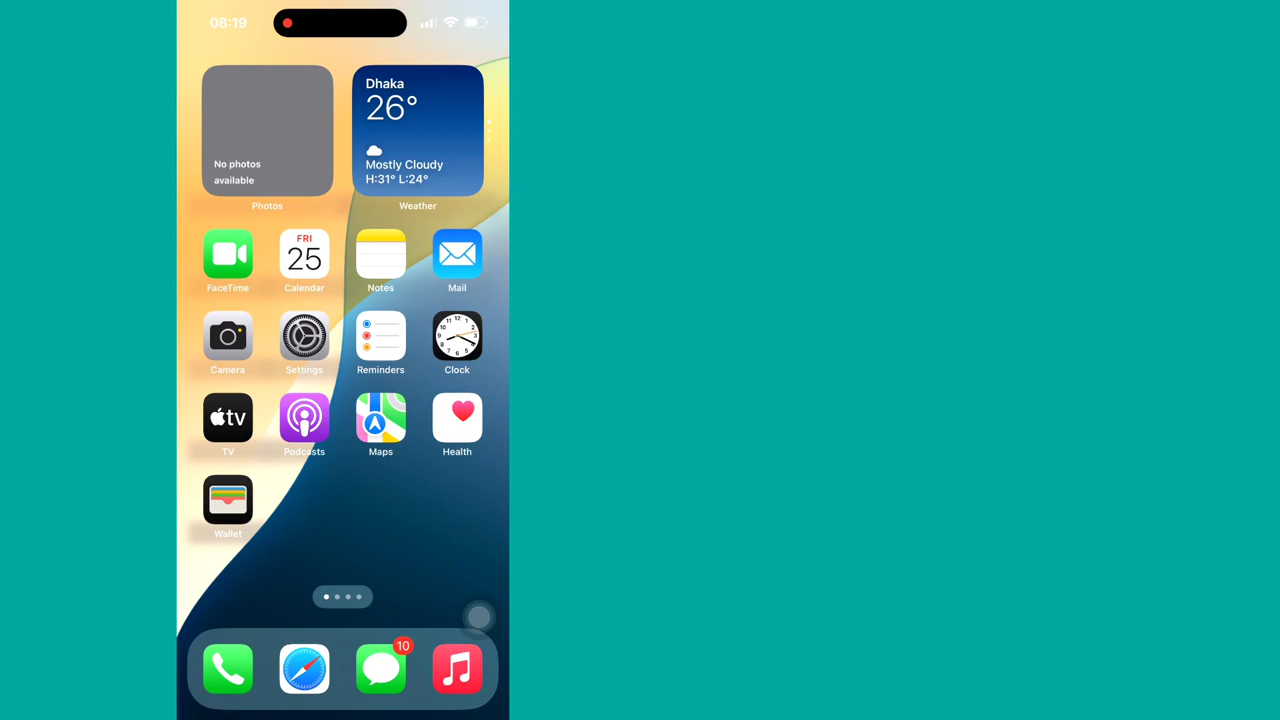 08:19
Dhaka
26°
No photos
available
Mostly Cloudy
H:31° L:24°
Photos
Weather
FRI
25
FaceTime
Calendar
Notes
Mail
Camera
Settings
Reminders
Clock
tv
TV
Podcasts
Maps
Health
Wallet
10